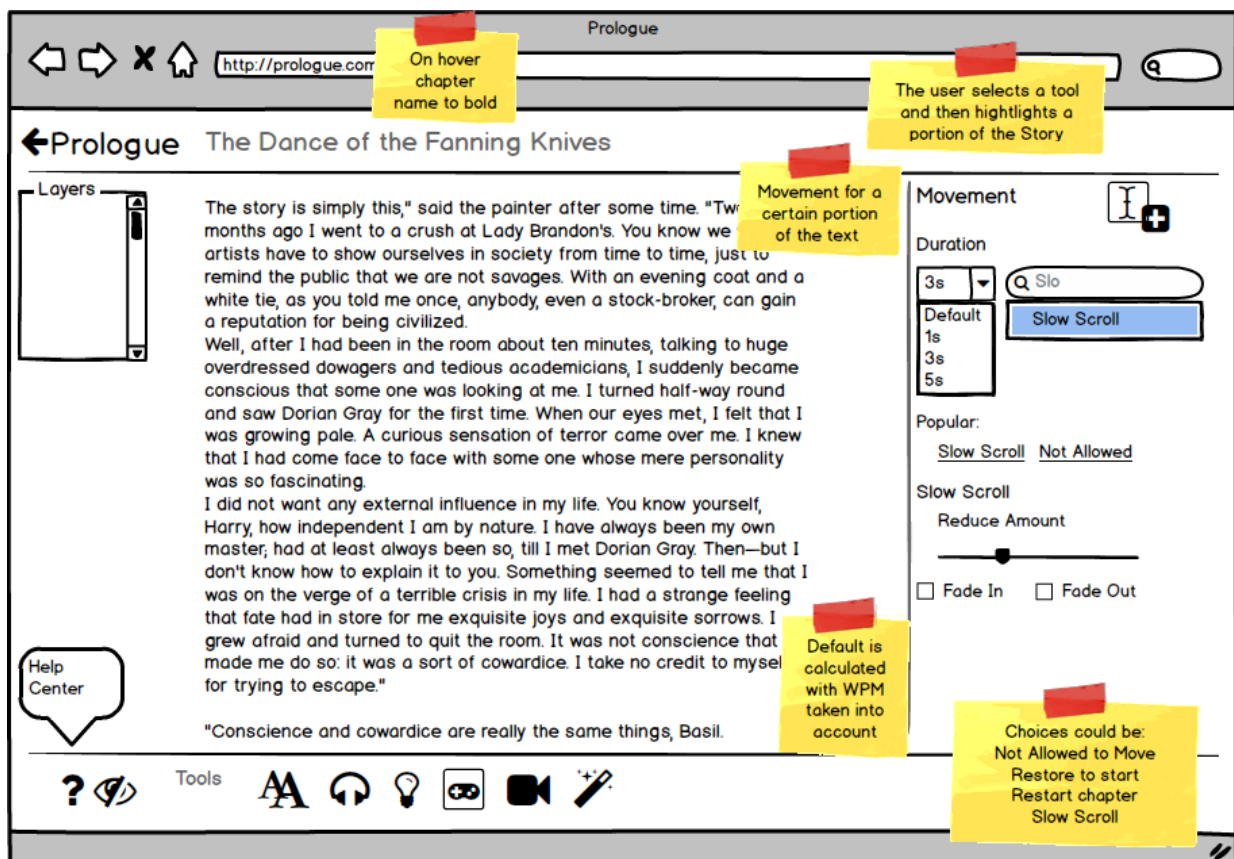 Prologue
http://prologue.com
On hover
chapter
name to bold
The user selects a tool
and then hightlights a
portion of the Story
Prologue
The Dance of the Fanning Knives
Layers
The story is simply this," said the painter after some time. "Two
months ago I went to a crush at Lady Brandon's. You know we
artists have to show ourselves in society from time to time, just to
remind the public that we are not savages. With an evening coat and a
white tie, as you told me once, anybody, even a stock-broker, can gain
a reputation for being civilized.
Well, after I had been in the room about ten minutes, talking to huge
overdressed dowagers and tedious academicians, I suddenly became
conscious that some one was looking at me. I turned half-way round
and saw Dorian Gray for the first time. When our eyes met, I felt that I
was growing pale. A curious sensation of terror came over me. I knew
that I had come face to face with some one whose mere personality
was so fascinating.
I did not want any external influence in my life. You know yourself,
Harry, how independent I am by nature. I have always been my own
master; had at least always been so, till I met Dorian Gray. Then—but I
don't know how to explain it to you. Something seemed to tell me that I
was on the verge of a terrible crisis in my life. I had a strange feeling
that fate had in store for me exquisite joys and exquisite sorrows. I
grew afraid and turned to quit the room. It was not conscience that
made me do so: it was a sort of cowardice. I take no credit to mysel
for trying to escape."
"Conscience and cowardice are really the same things, Basil.
Movement for a
certain portion
of the text
Movement
Duration
3s
Slo
Default
1s
3s
5s
Slow Scroll
Popular:
Slow Scroll Not Allowed
Slow Scroll
Reduce Amount
Fade In Fade Out
Default is
calculated
with WPM
taken into
account
Help
Center
Choices could be:
Not Allowed to Move
Restore to start
Restart chapter
Slow Scroll
? Tools AA